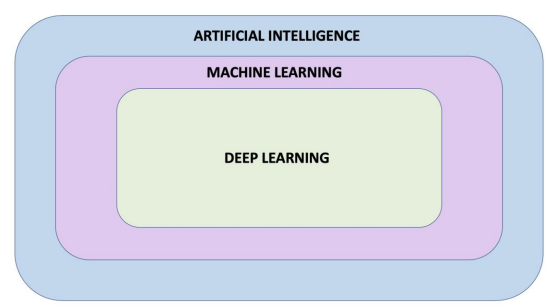 ARTIFICIAL INTELLIGENCE
MACHINE LEARNING
DEEP LEARNING